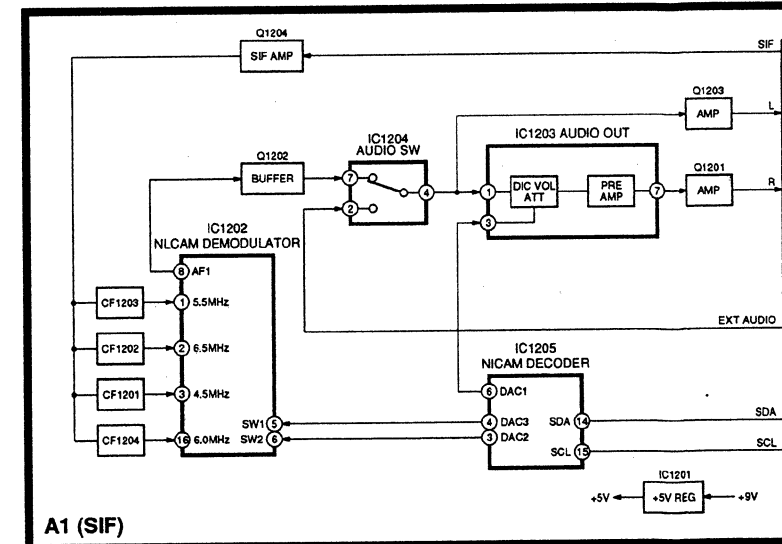 Q1204
SIF AMP
SIF
Q1203
AMP
L
IC1204
AUDIO SW
IC1203 AUDIO OUT
Q1202
BUFFER
7
2
4
1
DIC VOL
ATT
PRE
AMP
7
3
Q1201
AMP
R
IC1202
NLCAM DEMODULATOR
8 AF1
CF1203
1 5.5MHz
CF1202
2 6.5MHz
CF1201
3 4.5MHz
CF1204
16 6.0MHz
SW1 5
SW2 6
EXT AUDIO
IC1205
NICAM DECODER
6 DAC1
4 DAC3
3 DAC2
SDA 14
SCL 15
SDA
SCL
IC1201
+5V
+5V REG
+9V
A1 (SIF)